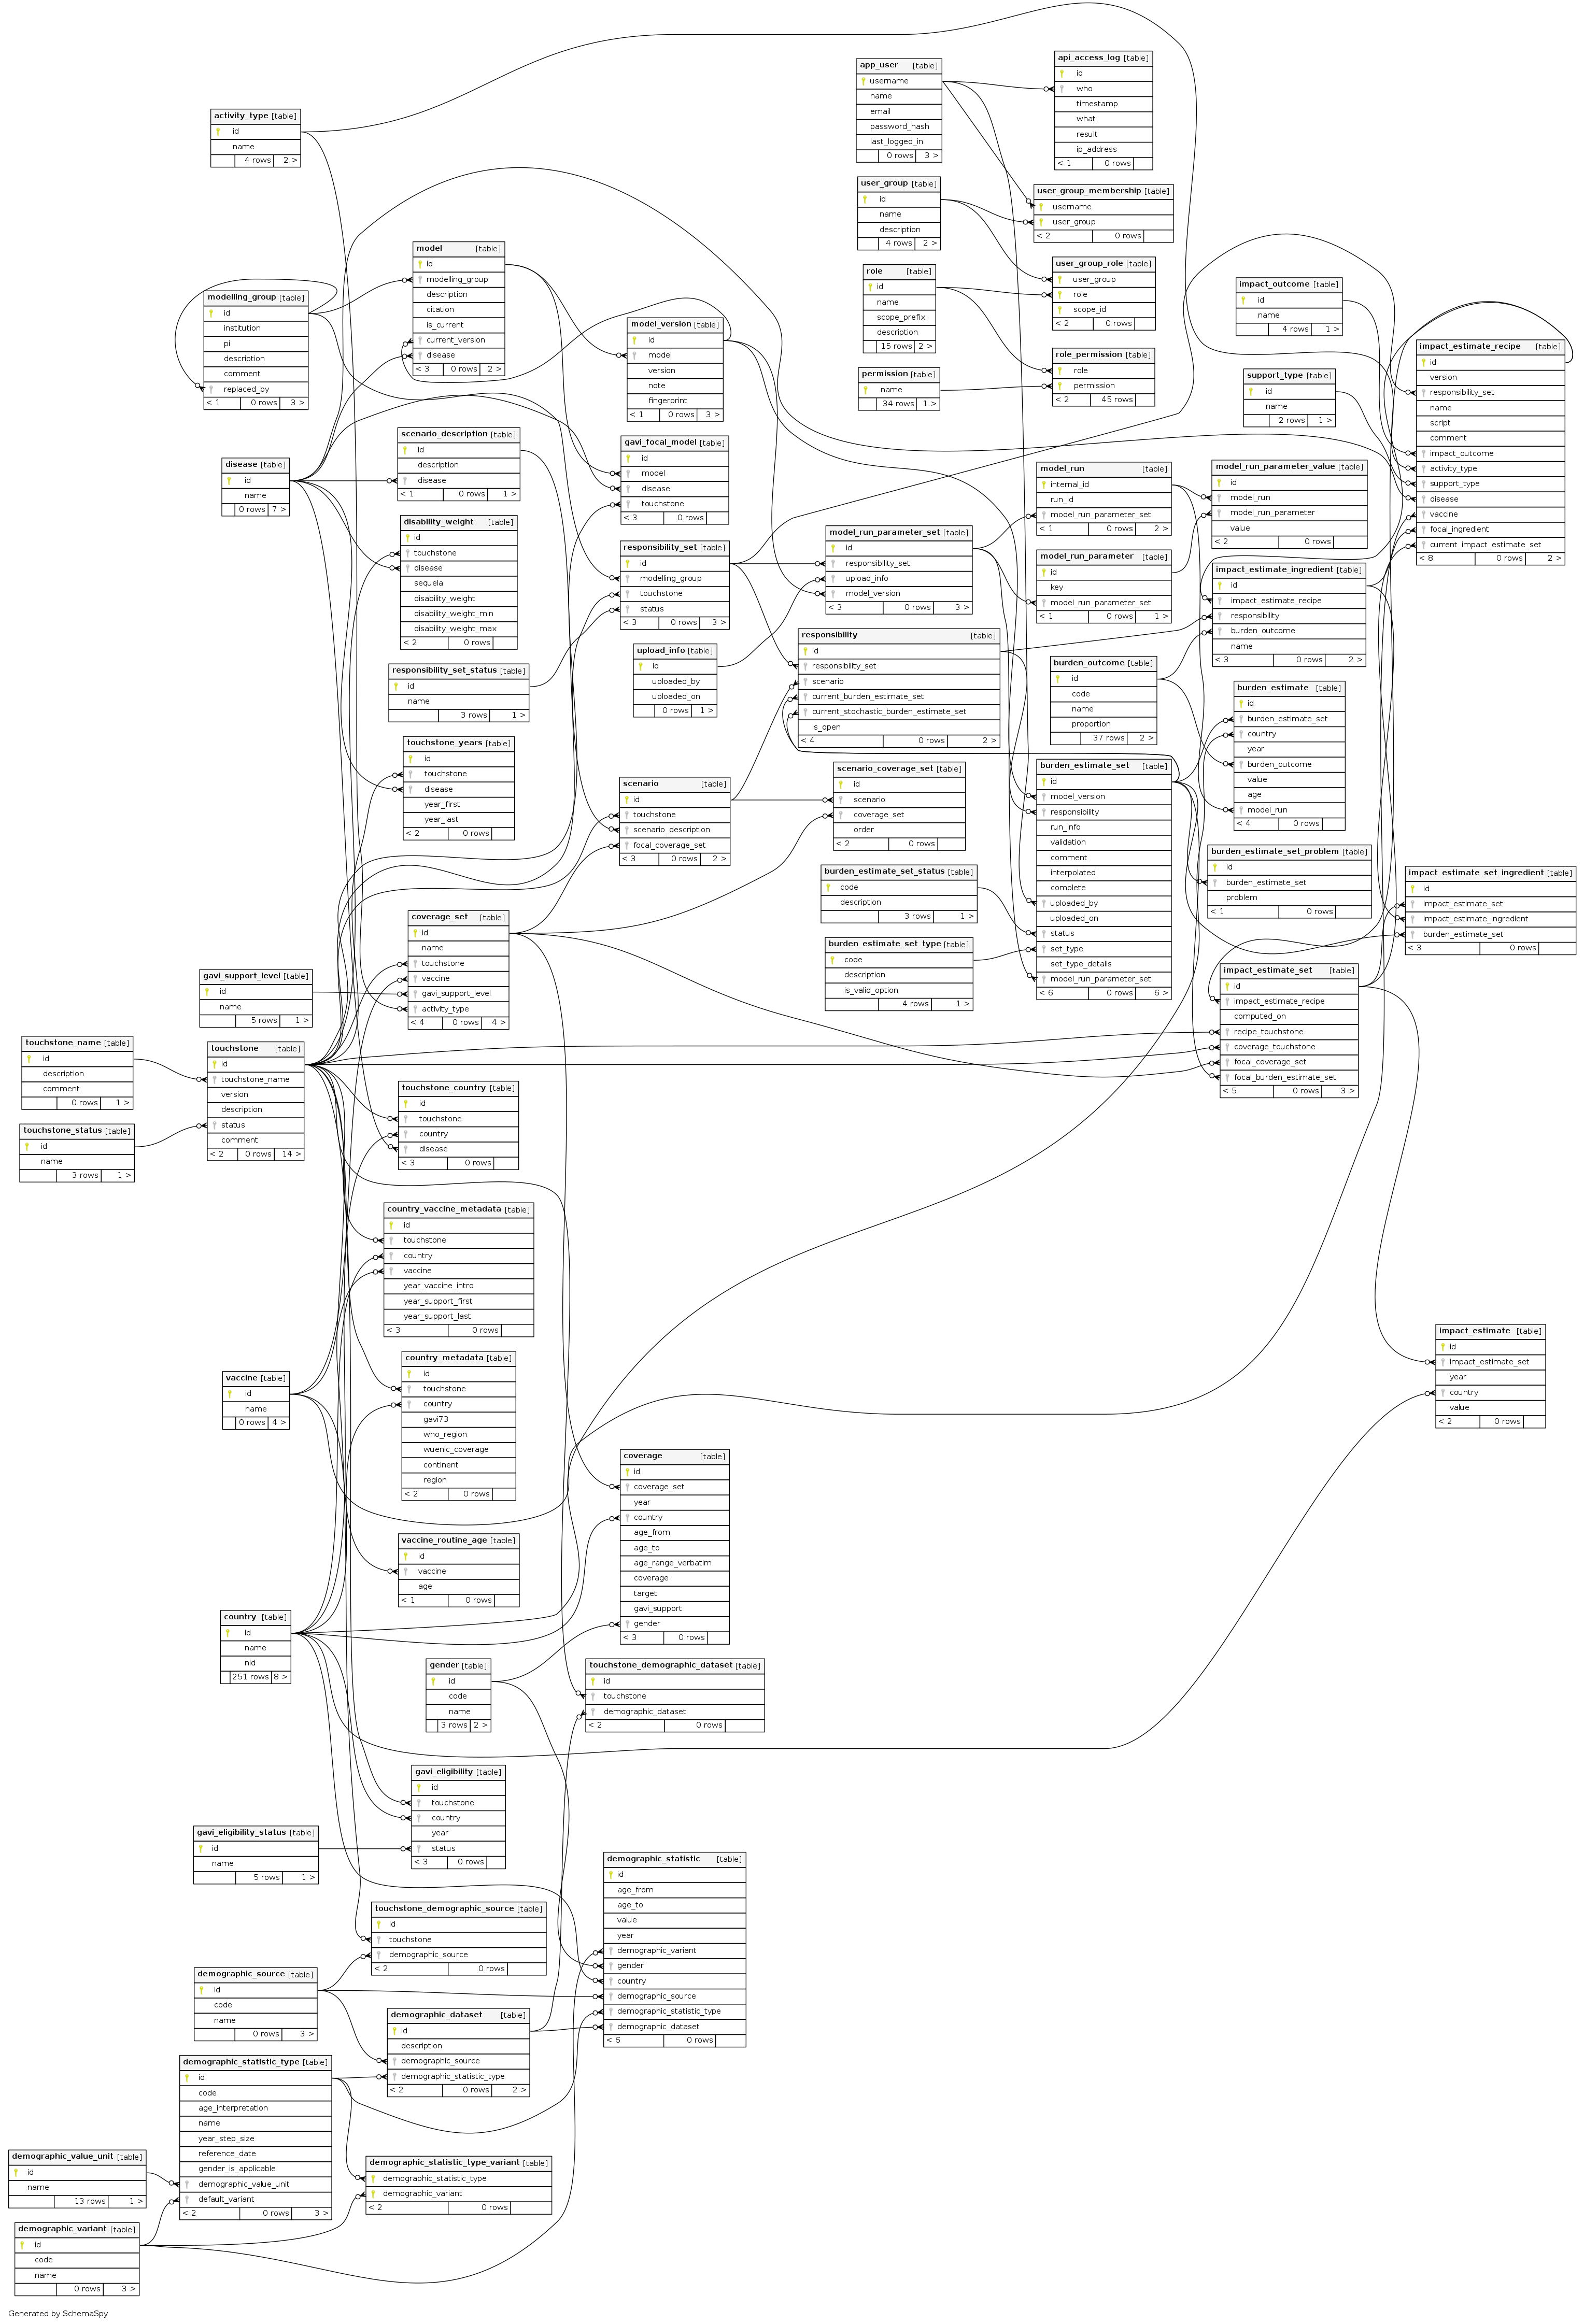 activity_type [table]
id
name
4 rows 2 >
app_user [table]
username
name
email
password_hash
last_logged_in
0 rows 3 >
api_access_log [table]
id
who
timestamp
what
result
ip_address
< 1 0 rows
user_group [table]
id
name
description
4 rows 2 >
user_group_membership [table]
username
user_group
< 2 0 rows
role [table]
id
name
scope_prefix
description
15 rows 2 >
user_group_role [table]
user_group
role
scope_id
< 2 0 rows
permission [table]
name
34 rows 1 >
role_permission [table]
role
permission
< 2 45 rows
impact_outcome [table]
id
name
4 rows 1 >
support_type [table]
id
name
2 rows 1 >
impact_estimate_recipe [table]
id
version
responsibility_set
name
script
comment
impact_outcome
activity_type
support_type
disease
vaccine
focal_ingredient
current_impact_estimate_set
< 8 0 rows 2 >
modelling_group [table]
id
institution
pi
description
comment
replaced_by
< 1 0 rows 3 >
model [table]
id
modelling_group
description
citation
is_current
current_version
disease
< 3 0 rows 2 >
model_version [table]
id
model
version
note
fingerprint
< 1 0 rows 3 >
disease [table]
id
name
0 rows 7 >
scenario_description [table]
id
description
disease
< 1 0 rows 1 >
gavi_focal_model [table]
id
model
disease
touchstone
< 3 0 rows
disability_weight [table]
id
touchstone
disease
sequela
disability_weight
disability_weight_min
disability_weight_max
< 2 0 rows
responsibility_set [table]
id
modelling_group
touchstone
status
< 3 0 rows 3 >
model_run_parameter_set [table]
id
responsibility_set
upload_info
model_version
< 3 0 rows 3 >
model_run [table]
internal_id
run_id
model_run_parameter_set
< 1 0 rows 2 >
model_run_parameter_value [table]
id
model_run
model_run_parameter
value
< 2 0 rows
model_run_parameter [table]
id
key
model_run_parameter_set
< 1 0 rows 1 >
impact_estimate_ingredient [table]
id
impact_estimate_recipe
responsibility
burden_outcome
name
< 3 0 rows 2 >
responsibility_set_status [table]
id
name
3 rows 1 >
upload_info [table]
id
uploaded_by
uploaded_on
0 rows 1 >
responsibility [table]
id
responsibility_set
scenario
current_burden_estimate_set
current_stochastic_burden_estimate_set
is_open
< 4 0 rows 2 >
burden_outcome [table]
id
code
name
proportion
37 rows 2 >
burden_estimate [table]
id
burden_estimate_set
country
year
burden_outcome
value
age
model_run
< 4 0 rows
touchstone_years [table]
id
touchstone
disease
year_first
year_last
< 2 0 rows
scenario [table]
id
touchstone
scenario_description
focal_coverage_set
< 3 0 rows 2 >
scenario_coverage_set [table]
id
scenario
coverage_set
order
< 2 0 rows
burden_estimate_set [table]
id
model_version
responsibility
run_info
validation
comment
interpolated
complete
uploaded_by
uploaded_on
status
set_type
set_type_details
model_run_parameter_set
< 6 0 rows 6 >
burden_estimate_set_problem [table]
id
burden_estimate_set
problem
< 1 0 rows
impact_estimate_set_ingredient [table]
id
impact_estimate_set
impact_estimate_ingredient
burden_estimate_set
< 3 0 rows
burden_estimate_set_status [table]
code
description
3 rows 1 >
burden_estimate_set_type [table]
code
description
is_valid_option
4 rows 1 >
coverage_set [table]
id
name
touchstone
vaccine
gavi_support_level
activity_type
< 4 0 rows 4 >
gavi_support_level [table]
id
name
5 rows 1 >
impact_estimate_set [table]
id
impact_estimate_recipe
computed_on
recipe_touchstone
coverage_touchstone
focal_coverage_set
focal_burden_estimate_set
< 5 0 rows 3 >
touchstone_name [table]
id
description
comment
0 rows 1 >
touchstone [table]
id
touchstone_name
version
description
status
comment
< 2 0 rows 14 >
touchstone_status [table]
id
name
3 rows 1 >
touchstone_country [table]
id
touchstone
country
disease
< 3 0 rows
country_vaccine_metadata [table]
id
touchstone
country
vaccine
year_vaccine_intro
year_support_first
year_support_last
< 3 0 rows
impact_estimate [table]
id
impact_estimate_set
year
country
value
< 2 0 rows
vaccine [table]
id
name
0 rows 4 >
country_metadata [table]
id
touchstone
country
gavi73
who_region
wuenic_coverage
continent
region
< 2 0 rows
coverage [table]
id
coverage_set
year
country
age_from
age_to
age_range_verbatim
coverage
target
gavi_support
gender
< 3 0 rows
vaccine_routine_age [table]
id
vaccine
age
< 1 0 rows
country [table]
id
name
nid
251 rows 8 >
gender [table]
id
code
name
3 rows 2 >
touchstone_demographic_dataset [table]
id
touchstone
demographic_dataset
< 2 0 rows
gavi_eligibility [table]
id
touchstone
country
year
status
< 3 0 rows
gavi_eligibility_status [table]
id
name
5 rows 1 >
demographic_statistic [table]
id
age_from
age_to
value
year
demographic_variant
gender
country
demographic_source
demographic_statistic_type
demographic_dataset
< 6 0 rows
touchstone_demographic_source [table]
id
touchstone
demographic_source
< 2 0 rows
demographic_source [table]
id
code
name
0 rows 3 >
demographic_dataset [table]
id
description
demographic_source
demographic_statistic_type
< 2 0 rows 2 >
demographic_statistic_type [table]
id
code
age_interpretation
name
year_step_size
reference_date
gender_is_applicable
demographic_value_unit
default_variant
< 2 0 rows 3 >
demographic_value_unit [table]
id
name
13 rows 1 >
demographic_statistic_type_variant [table]
demographic_statistic_type
demographic_variant
< 2 0 rows
demographic_variant [table]
id
code
name
0 rows 3 >
Generated by SchemaSpy